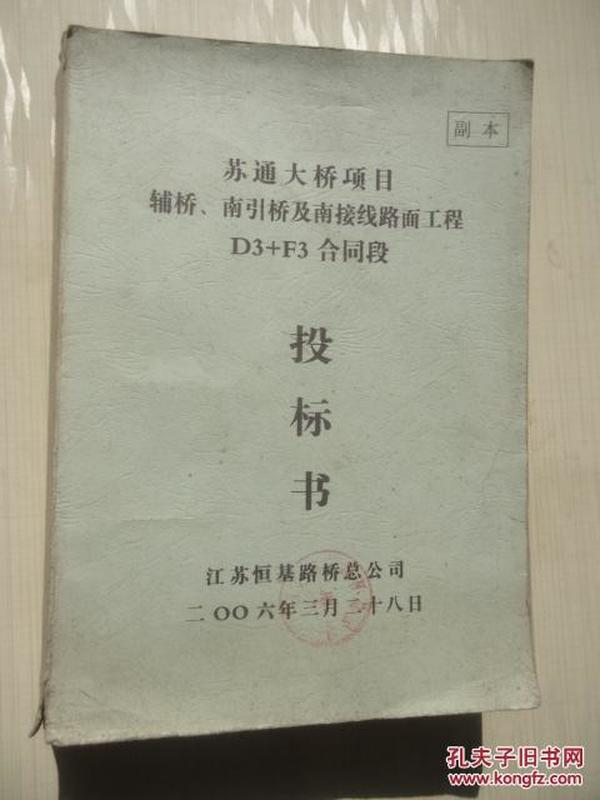 副本
苏通大桥项目
辅桥、南引桥及南接线路面工程
D3+F3 合同段
投
标
书
江苏恒基路桥总公司
二〇〇六年三月二十八日
孔夫子旧书网
www.kongfz.com